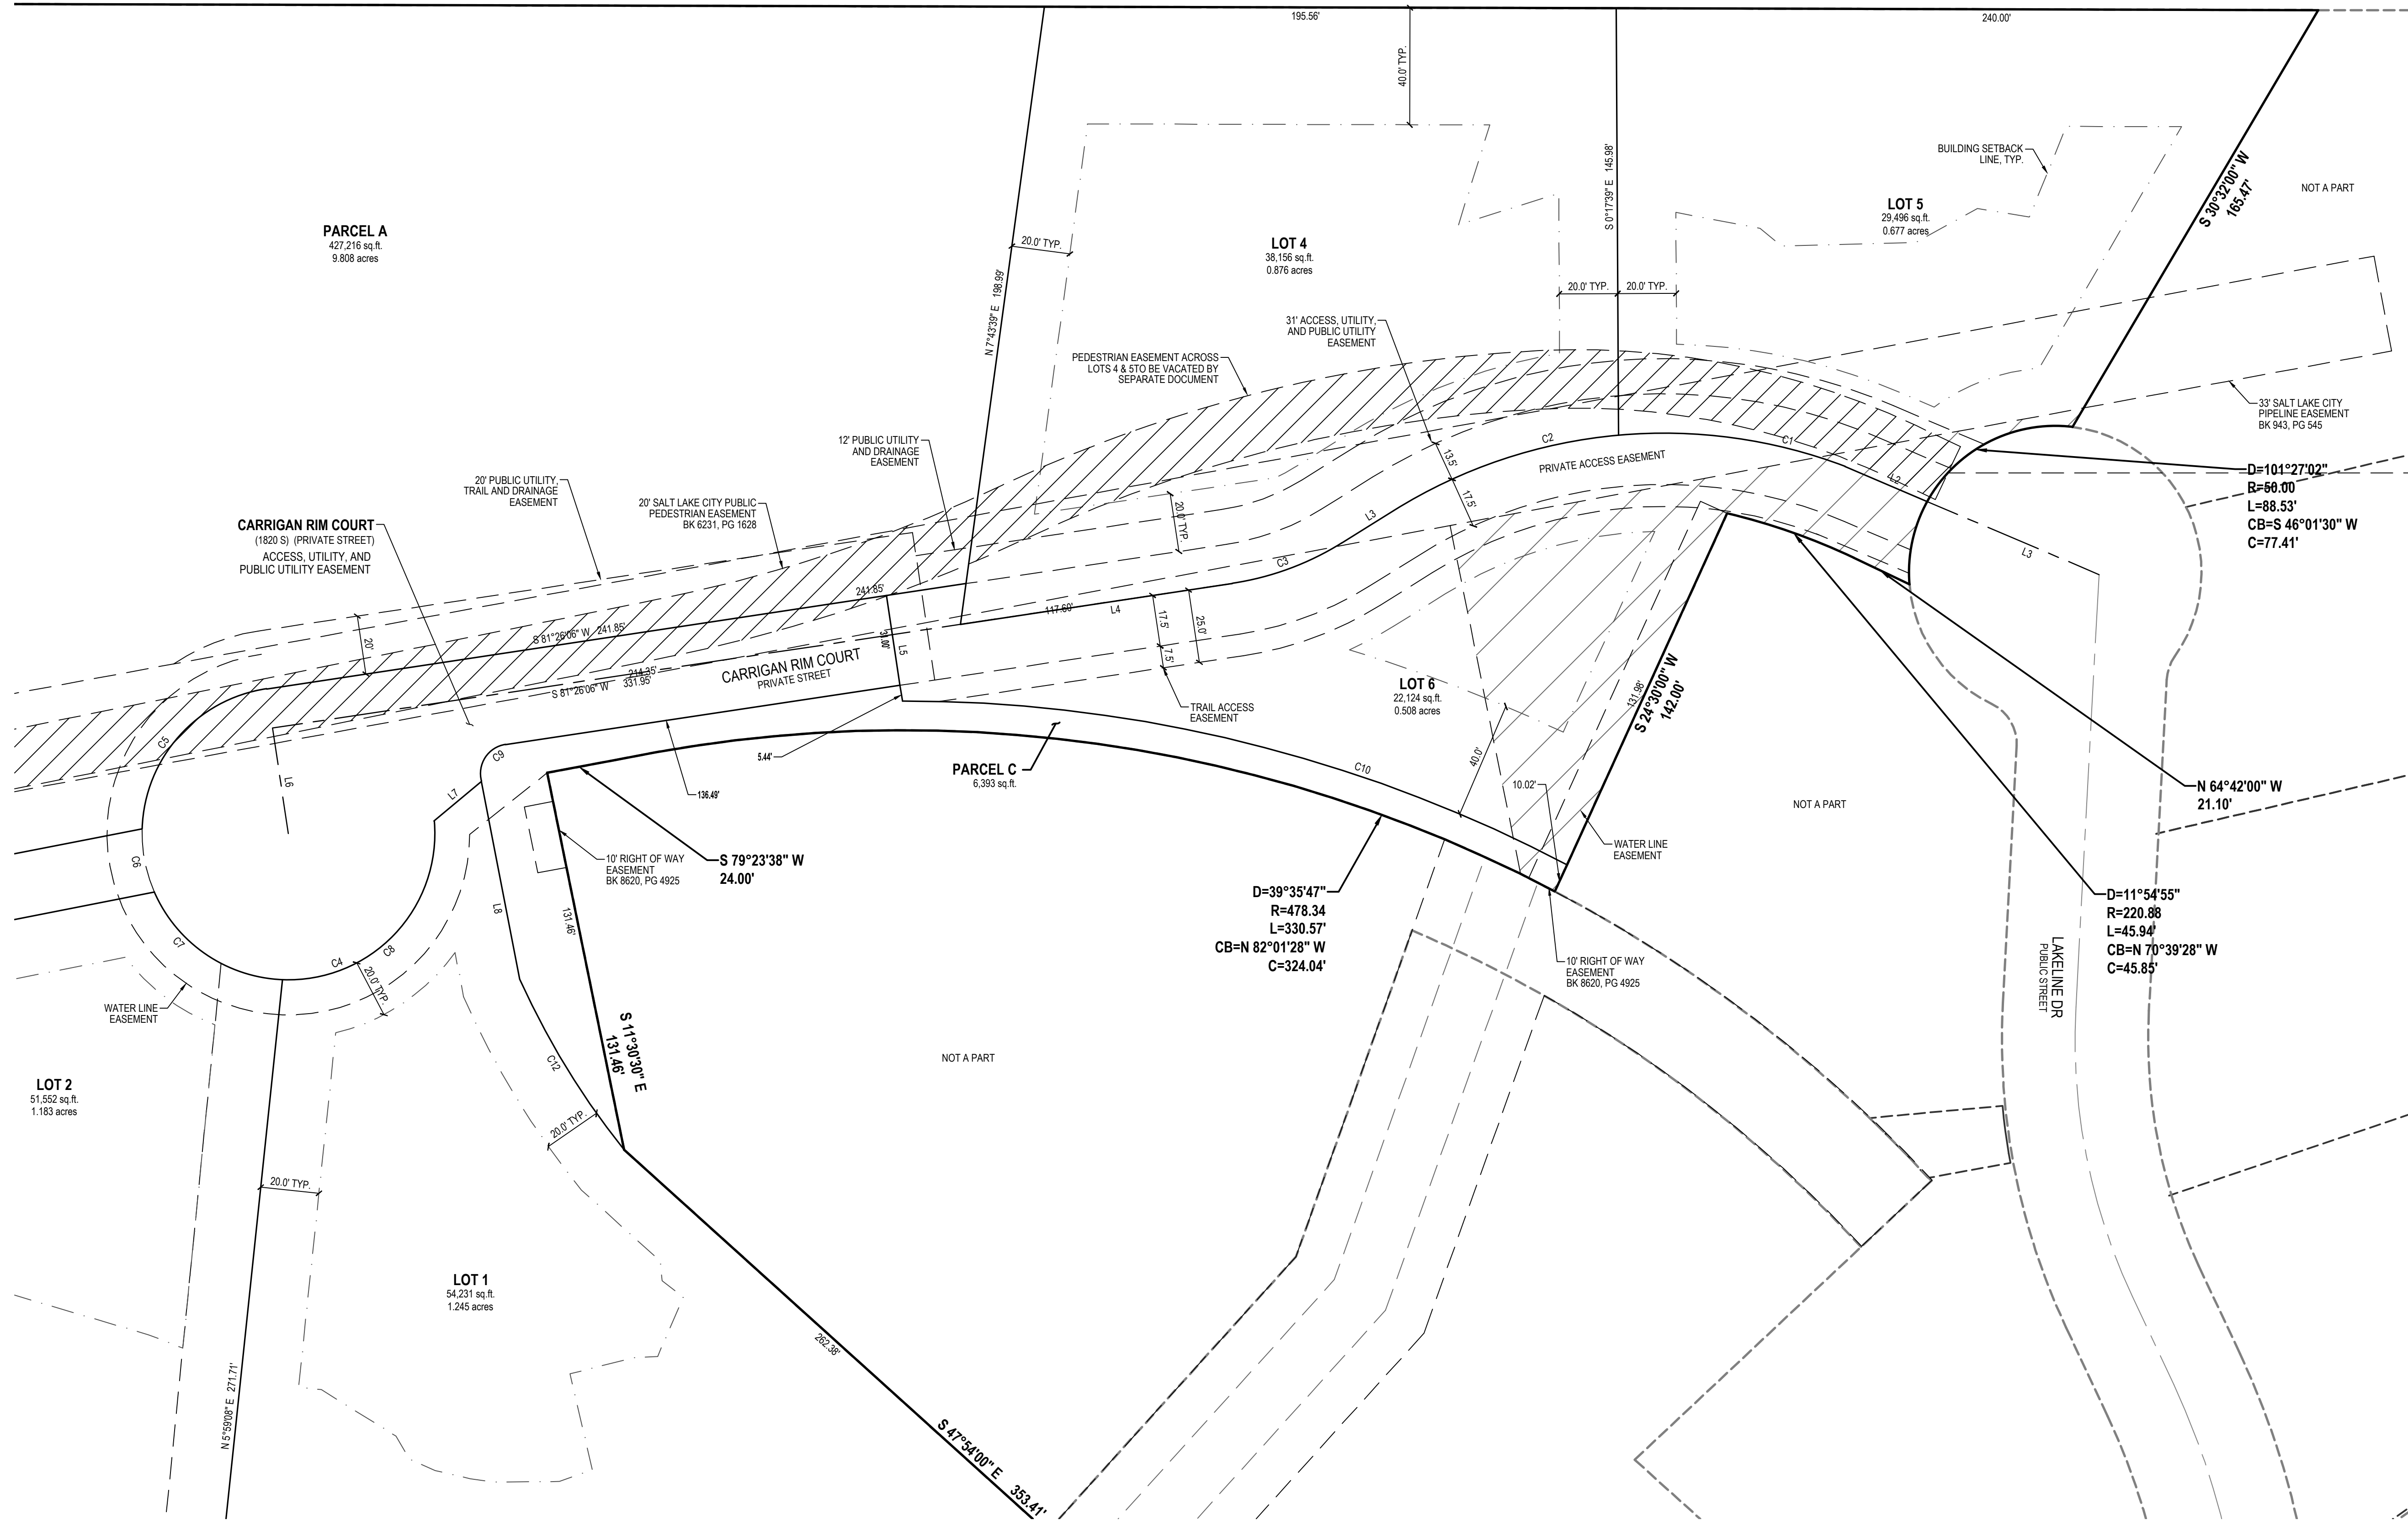 195.56'
240.00'
40.0' TYP.
BUILDING SETBACK
LINE, TYP.
NOT A PART
S 30°32'00" W
165.47'
S 0°17'39" E 145.98'
LOT 5
29,496 sq.ft.
0.677 acres
PARCEL A
427,216 sq.ft.
9.808 acres
20.0' TYP.
LOT 4
38,156 sq.ft.
0.876 acres
N 7°43'39" E 198.99'
20.0' TYP.
20.0' TYP.
31' ACCESS, UTILITY,
AND PUBLIC UTILITY
EASEMENT
PEDESTRIAN EASEMENT ACROSS
LOTS 4 & 5TO BE VACATED BY
SEPARATE DOCUMENT
33' SALT LAKE CITY
PIPELINE EASEMENT
BK 943, PG 545
12' PUBLIC UTILITY
AND DRAINAGE
EASEMENT
C2
C1
13.5'
PRIVATE ACCESS EASEMENT
L2
17.5'
20' PUBLIC UTILITY,
TRAIL AND DRAINAGE
EASEMENT
20' SALT LAKE CITY PUBLIC
PEDESTRIAN EASEMENT
BK 6231, PG 1628
20.0' TYP.
L3
D=101°27'02"
R=50.00
L=88.53'
CB=S 46°01'30" W
C=77.41'
CARRIGAN RIM COURT
(1820 S) (PRIVATE STREET)
ACCESS, UTILITY, AND
PUBLIC UTILITY EASEMENT
C3
L3
241.85'
117.60'
L4
17.5'
25.0'
7.5'
20'
S 81°26'06" W 241.85'
31.00'
L5
CARRIGAN RIM COURT
PRIVATE STREET
214.35'
S 81°26'06" W 331.95'
LOT 6
22,124 sq.ft.
0.508 acres
131.98'
S 24°30'00" W
142.00'
TRAIL ACCESS
EASEMENT
C5
C9
L6
L7
5.44'
136.49'
PARCEL C
6,393 sq.ft.
C10
40.0'
10.02'
N 64°42'00" W
21.10'
NOT A PART
WATER LINE
EASEMENT
C6
10' RIGHT OF WAY
EASEMENT
BK 8620, PG 4925
S 79°23'38" W
24.00'
D=39°35'47"
R=478.34
L=330.57'
CB=N 82°01'28" W
C=324.04'
D=11°54'55"
R=220.88
L=45.94'
CB=N 70°39'28" W
C=45.85'
L8
131.46'
C7
C4
C8
20.0' TYP.
10' RIGHT OF WAY
EASEMENT
BK 8620, PG 4925
LAKELINE DR
PUBLIC STREET
WATER LINE
EASEMENT
S 11°30'30" E
131.46'
C12
NOT A PART
LOT 2
51,552 sq.ft.
1.183 acres
20.0' TYP.
20.0' TYP.
LOT 1
54,231 sq.ft.
1.245 acres
262.38'
N 5°59'08" E 271.71'
S 47°54'00" E 353.41'